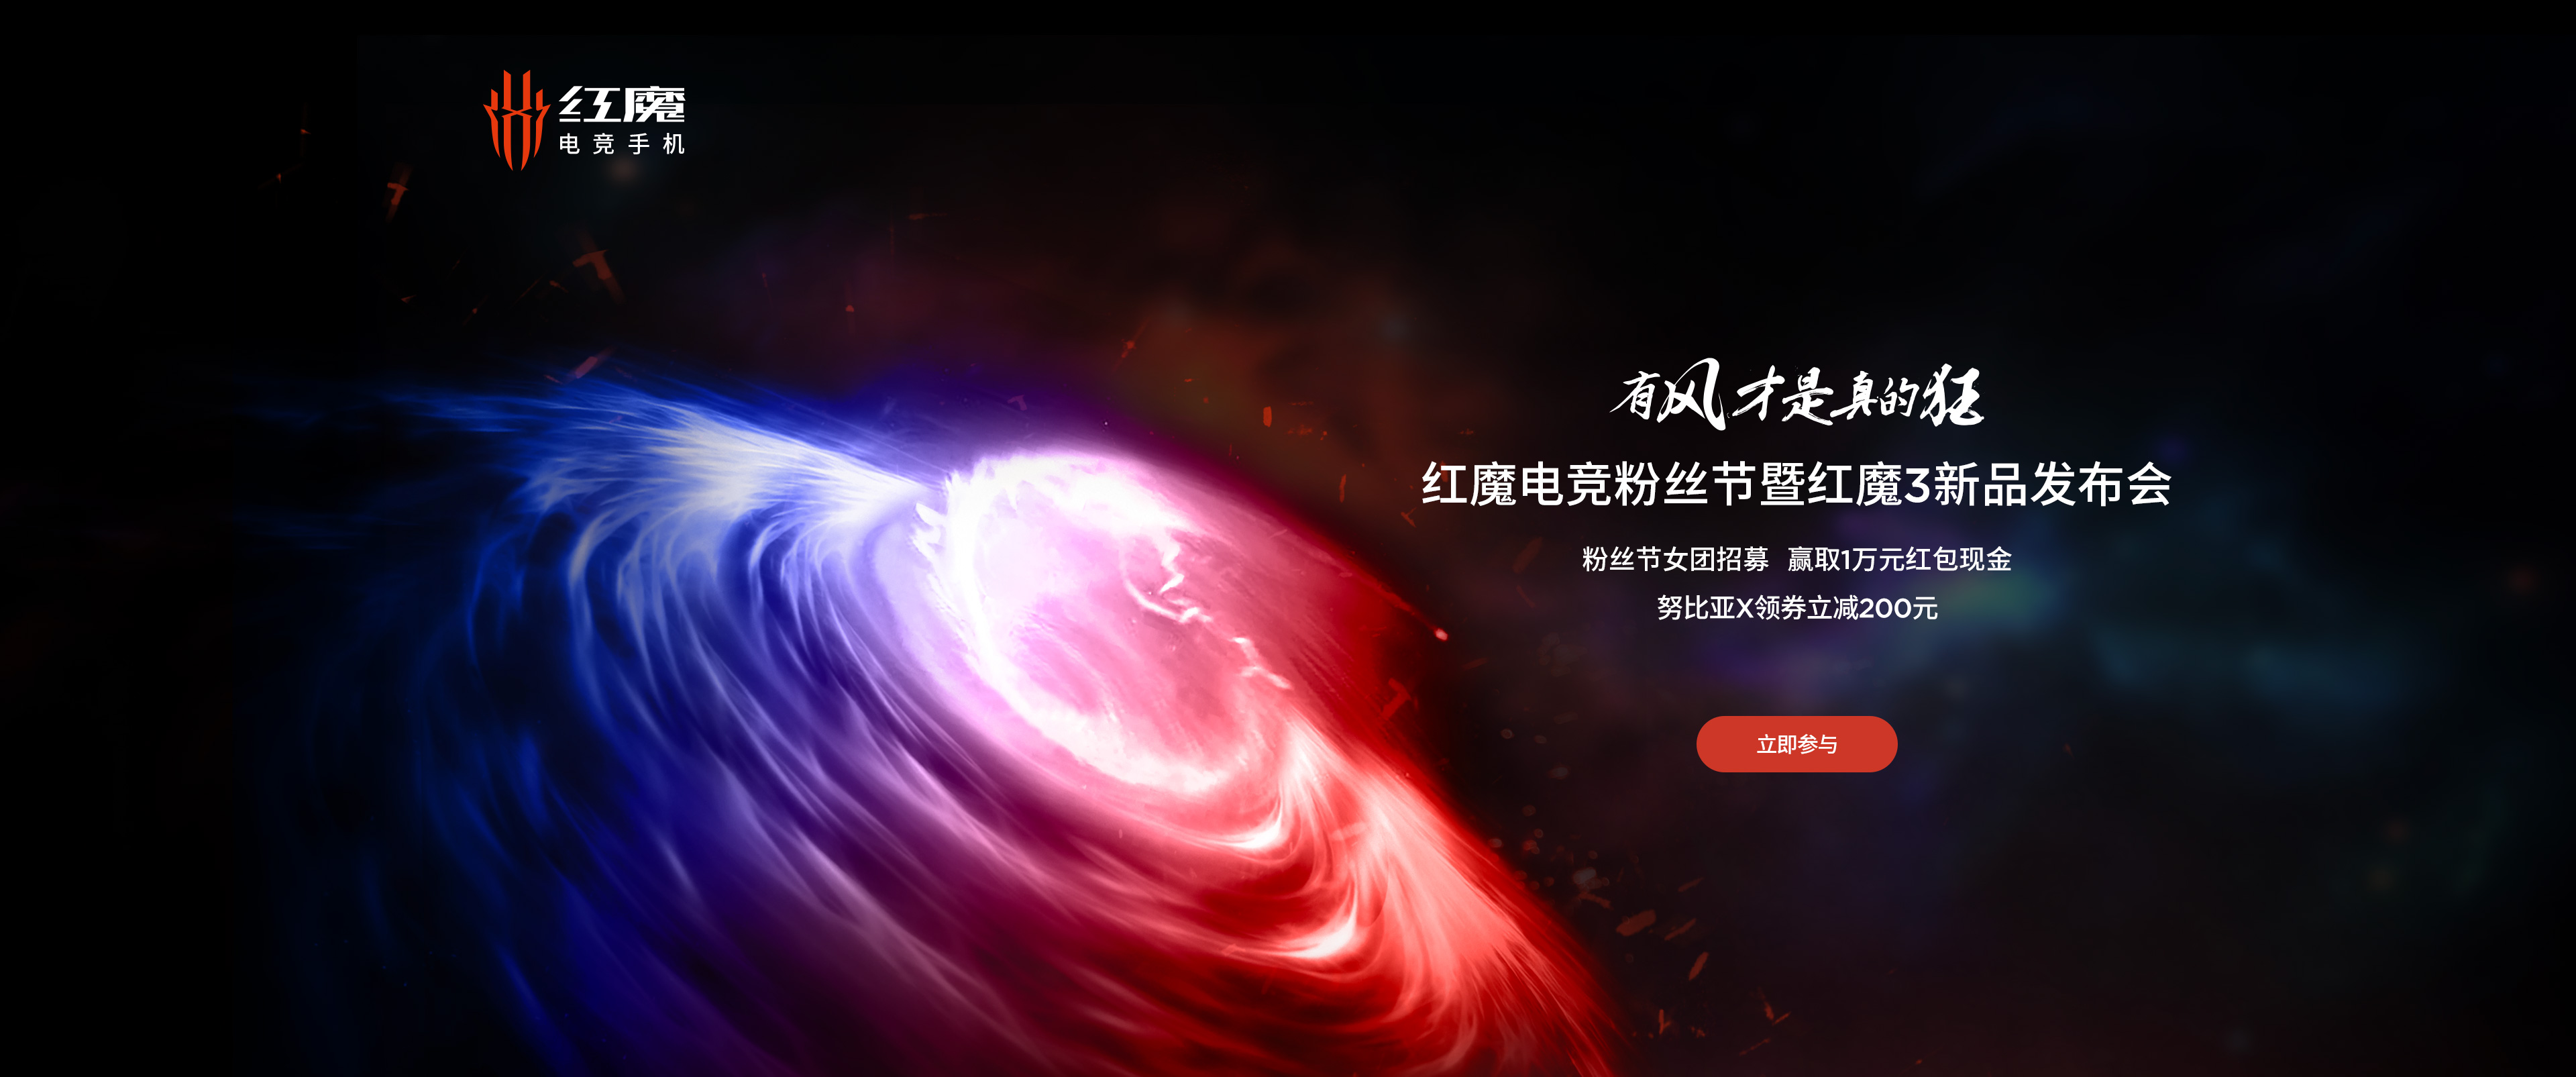 红魔
电竞手机
有风才是真的狂
红魔电竞粉丝节暨红魔3新品发布会
粉丝节女团招募 赢取1万元红包现金
努比亚X领券立减200元
立即参与